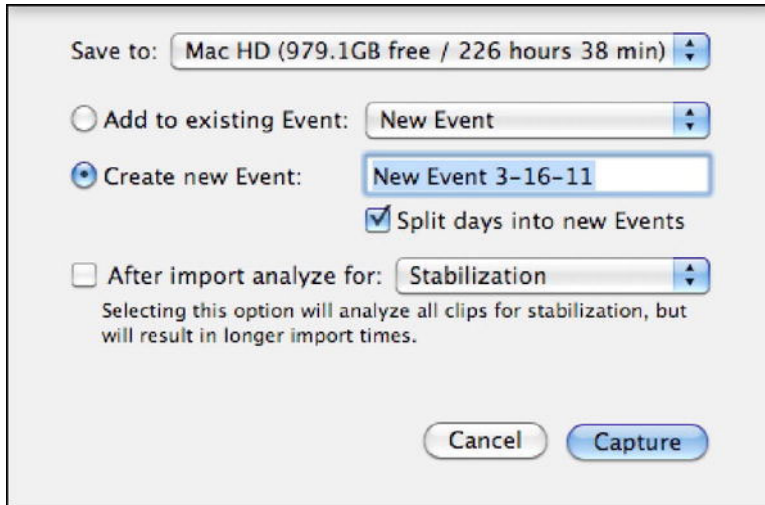 Save to: Mac HD (979.1GB free / 226 hours 38 min)
Add to existing Event: New Event
Create new Event: New Event 3-16-11
Split days into new Events
After import analyze for: Stabilization
Selecting this option will analyze all clips for stabilization, but
will result in longer import times.
Cancel Capture